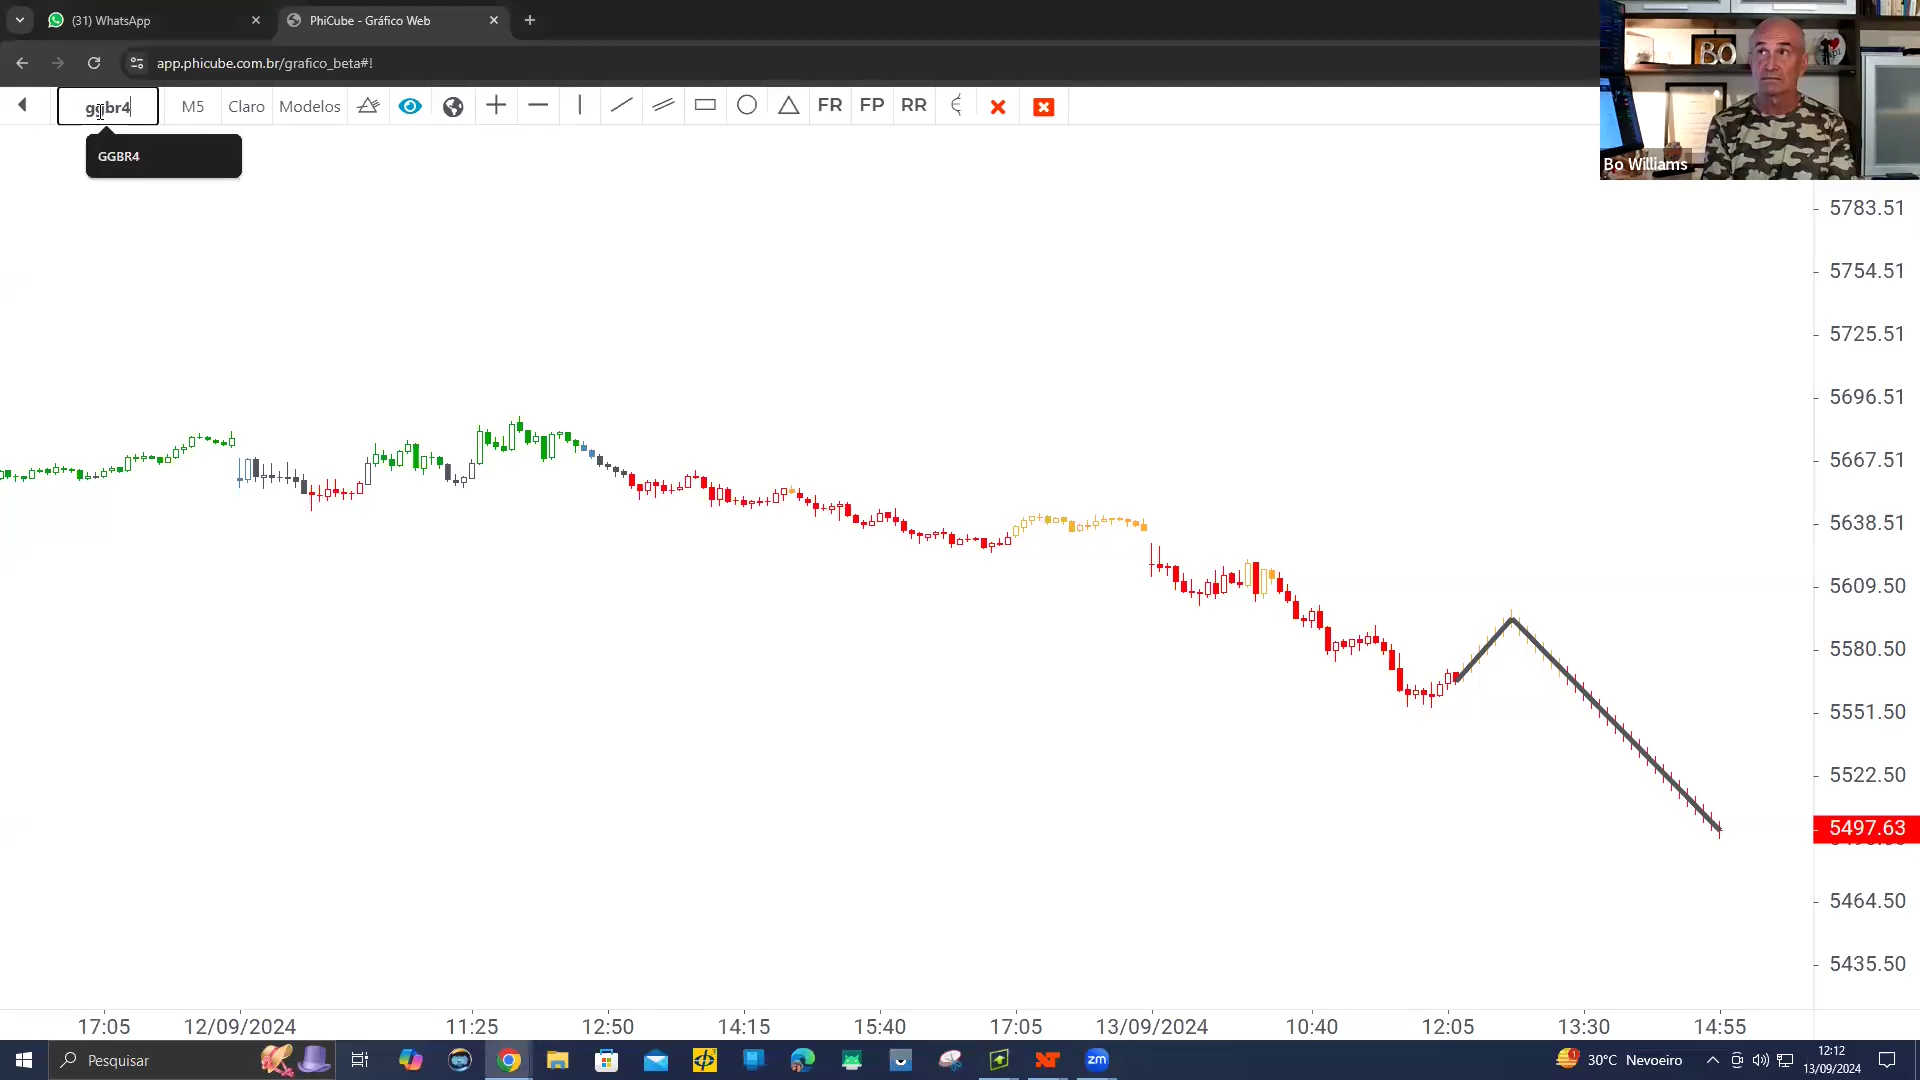 (31) WhatsApp
PhiCube - Gráfico Web
app.phicube.com.br/grafico_beta#!
ggbr4
M5
Claro
Modelos
FR
FP
RR
GGBR4
BO
Bo Williams
5783.51
5754.51
5725.51
5696.51
5667.51
5638.51
5609.50
5580.50
5551.50
5522.50
5497.63
5464.50
5435.50
17:05
12/09/2024
11:25
12:50
14:15
15:40
17:05
13/09/2024
10:40
12:05
13:30
14:55
Pesquisar
zm
1
30°C Nevoeiro
12:12
13/09/2024